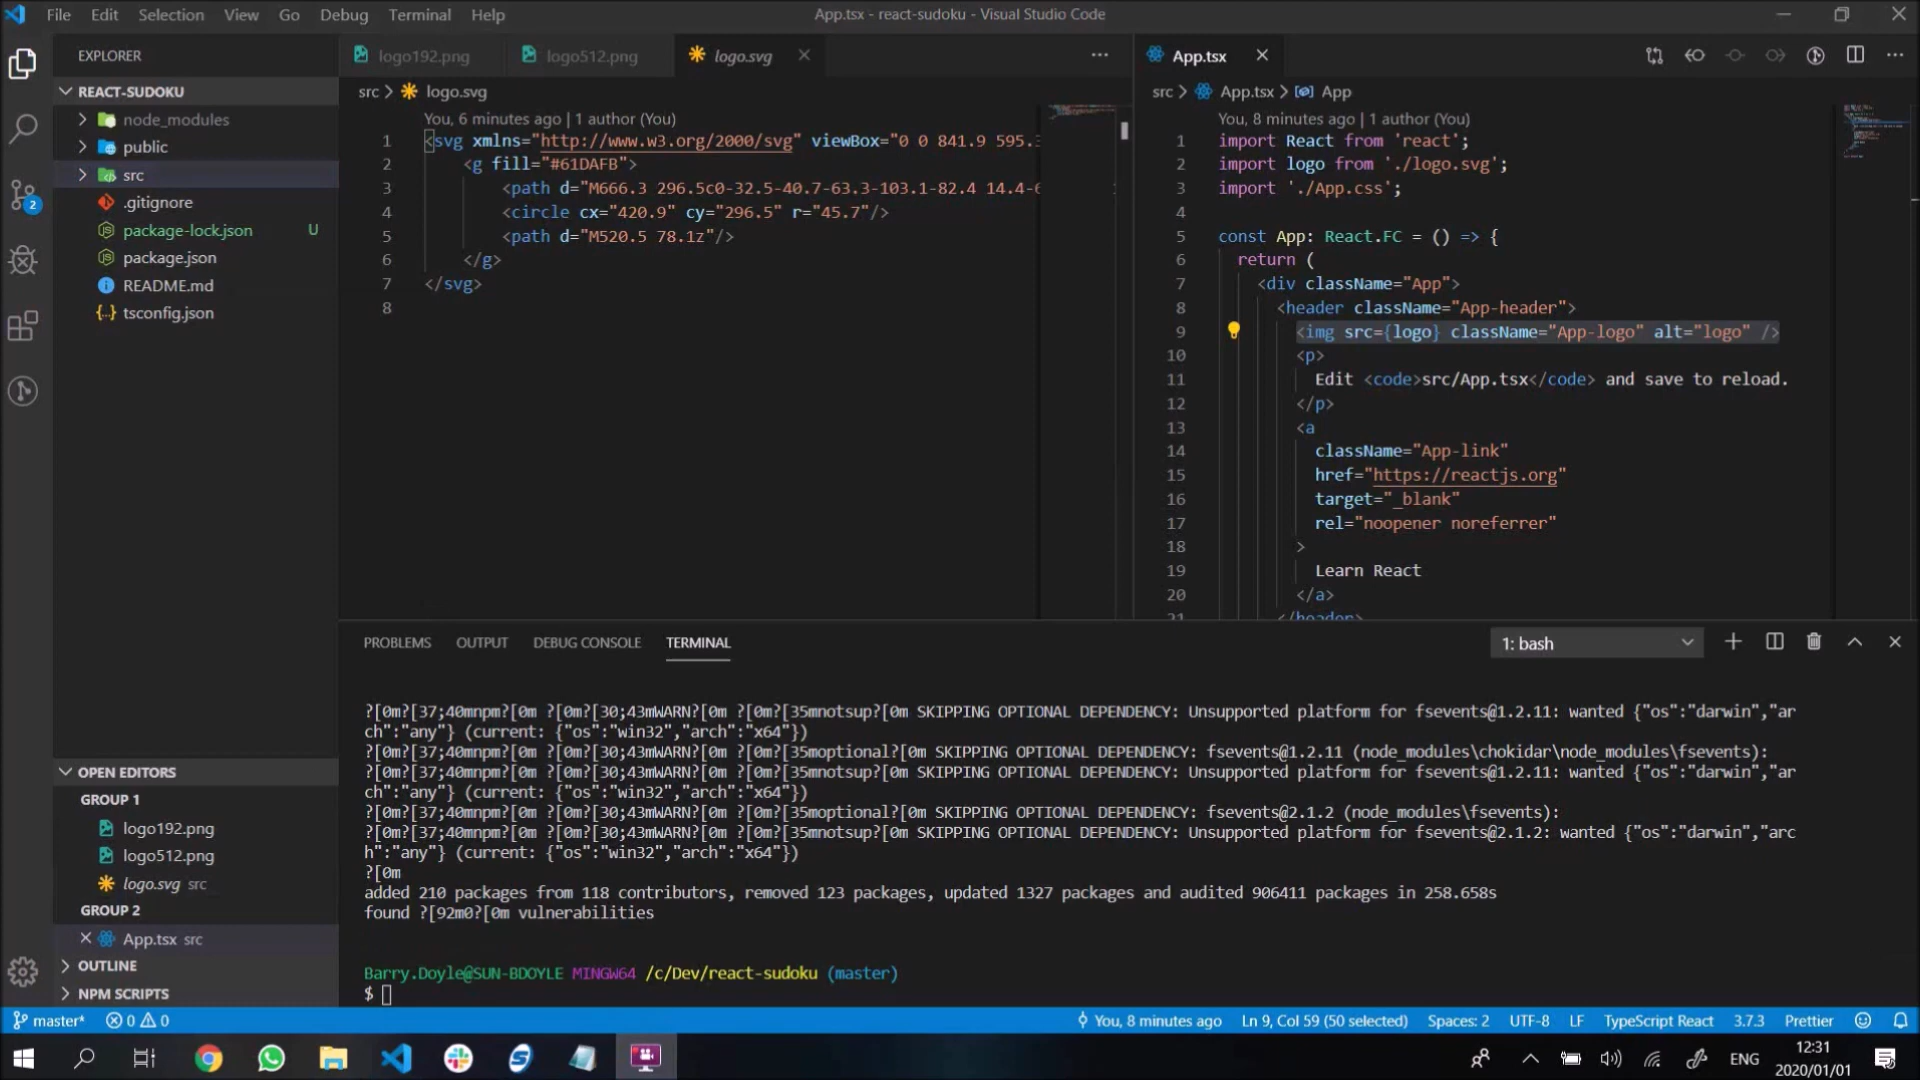 File Edit Selection View Go Debug Terminal Help
App.tsx - react-sudoku - Visual Studio Code
EXPLORER
REACT-SUDOKU
node_modules
public
src
.gitignore
package-lock.json U
package.json
README.md
tsconfig.json
2
OPEN EDITORS
GROUP 1
logo192.png
logo512.png
logo.svg src
GROUP 2
App.tsx src
OUTLINE
NPM SCRIPTS
logo192.png logo512.png logo.svg
src > logo.svg
You, 6 minutes ago | 1 author (You)
1 <svg xmlns="http://www.w3.org/2000/svg" viewBox="0 0 841.9 595.3
2 <g fill="#61DAFB">
3 <path d="M666.3 296.5c0-32.5-40.7-63.3-103.1-82.4 14.4-6
4 <circle cx="420.9" cy="296.5" r="45.7"/>
5 <path d="M520.5 78.1z"/>
6 </g>
7 </svg>
8
App.tsx
src > App.tsx > App
You, 8 minutes ago | 1 author (You)
1 import React from 'react';
2 import logo from './logo.svg';
3 import './App.css';
4
5 const App: React.FC = () => {
6 return (
7 <div className="App">
8 <header className="App-header">
9 <img src={logo} className="App-logo" alt="logo" />
10 <p>
11 Edit <code>src/App.tsx</code> and save to reload.
12 </p>
13 <a
14 className="App-link"
15 href="https://reactjs.org"
16 target="_blank"
17 rel="noopener noreferrer"
18 >
19 Learn React
20 </a>
21 </header>
PROBLEMS OUTPUT DEBUG CONSOLE TERMINAL
1: bash
?[0m?[37;40mnpm?[0m ?[0m?[30;43mWARN?[0m ?[0m?[35mnotsup?[0m SKIPPING OPTIONAL DEPENDENCY: Unsupported platform for fsevents@1.2.11: wanted {"os":"darwin","ar
ch":"any"} (current: {"os":"win32","arch":"x64"})
?[0m?[37;40mnpm?[0m ?[0m?[30;43mWARN?[0m ?[0m?[35moptional?[0m SKIPPING OPTIONAL DEPENDENCY: fsevents@1.2.11 (node_modules\chokidar\node_modules\fsevents):
?[0m?[37;40mnpm?[0m ?[0m?[30;43mWARN?[0m ?[0m?[35mnotsup?[0m SKIPPING OPTIONAL DEPENDENCY: Unsupported platform for fsevents@1.2.11: wanted {"os":"darwin","ar
ch":"any"} (current: {"os":"win32","arch":"x64"})
?[0m?[37;40mnpm?[0m ?[0m?[30;43mWARN?[0m ?[0m?[35moptional?[0m SKIPPING OPTIONAL DEPENDENCY: fsevents@2.1.2 (node_modules\fsevents):
?[0m?[37;40mnpm?[0m ?[0m?[30;43mWARN?[0m ?[0m?[35mnotsup?[0m SKIPPING OPTIONAL DEPENDENCY: Unsupported platform for fsevents@2.1.2: wanted {"os":"darwin","arc
h":"any"} (current: {"os":"win32","arch":"x64"})
?[0m
added 210 packages from 118 contributors, removed 123 packages, updated 1327 packages and audited 906411 packages in 258.658s
found ?[92m0?[0m vulnerabilities
Barry.Doyle@SUN-BDOYLE MINGW64 /c/Dev/react-sudoku (master)
$
master* 0 0 You, 8 minutes ago Ln 9, Col 59 (50 selected) Spaces: 2 UTF-8 LF TypeScript React 3.7.3 Prettier
ENG
12:31
2020/01/01